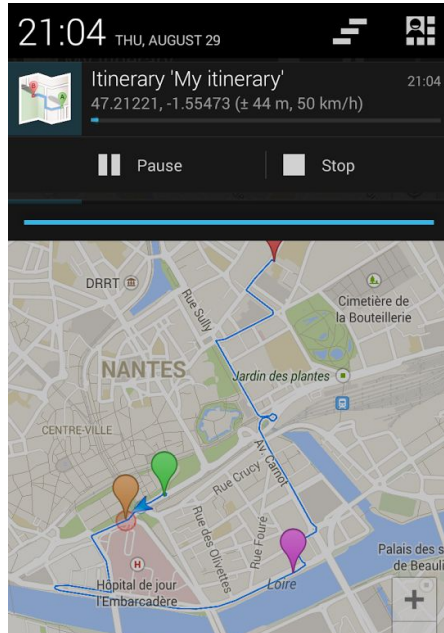 21:04 THU, AUGUST 29
Itinerary 'My itinerary' 21:04
47.21221, -1.55473 (± 44 m, 50 km/h)
Pause Stop
DRRT
Rue Sully
Cimetière de
la Bouteillerie
NANTES
Jardin des plantes
CENTRE-VILLE
Av. Carnot
Rue Crucy
Rue des Olivettes
Rue Fouré
Palais des s
de Beauli
H
Hôpital de jour
l'Embarcadère
Loire
+